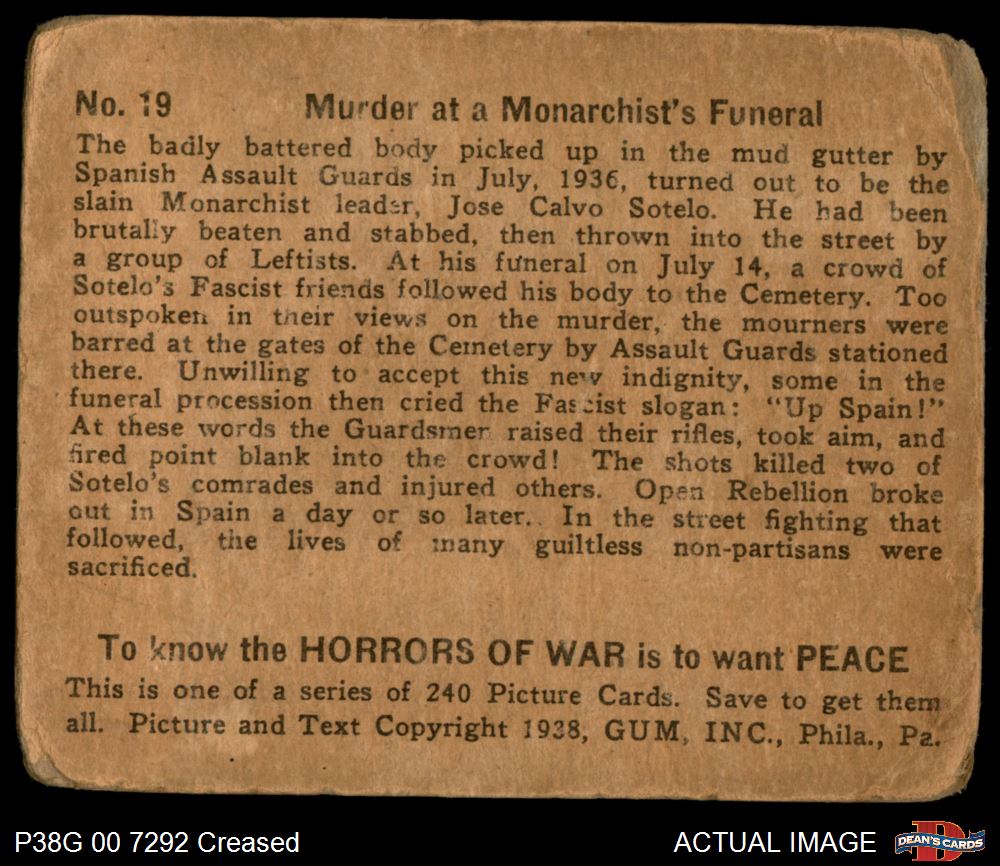 No. 19 Murder at a Monarchist's Funeral
The badly battered body picked up in the mud gutter by
Spanish Assault Guards in July, 1936, turned out to be the
slain Monarchist leader, Jose Calvo Sotelo. He had been
brutally beaten and stabbed, then thrown into the street by
a group of Leftists. At his funeral on July 14, a crowd of
Sotelo's Fascist friends followed his body to the Cemetery. Too
outspoken in their views on the murder, the mourners were
barred at the gates of the Cemetery by Assault Guards stationed
there. Unwilling to accept this new indignity, some in the
funeral procession then cried the Fascist slogan: "Up Spain!"
At these words the Guardsmen raised their rifles, took aim, and
fired point blank into the crowd! The shots killed two of
Sotelo's comrades and injured others. Open Rebellion broke
out in Spain a day or so later. In the street fighting that
followed, the lives of many guiltless non-partisans were
sacrificed.
To know the HORRORS OF WAR is to want PEACE
This is one of a series of 240 Picture Cards. Save to get them
all. Picture and Text Copyright 1938, GUM, INC., Phila., Pa.
P38G 00 7292 Creased ACTUAL IMAGE
D
DEAN'S CARDS